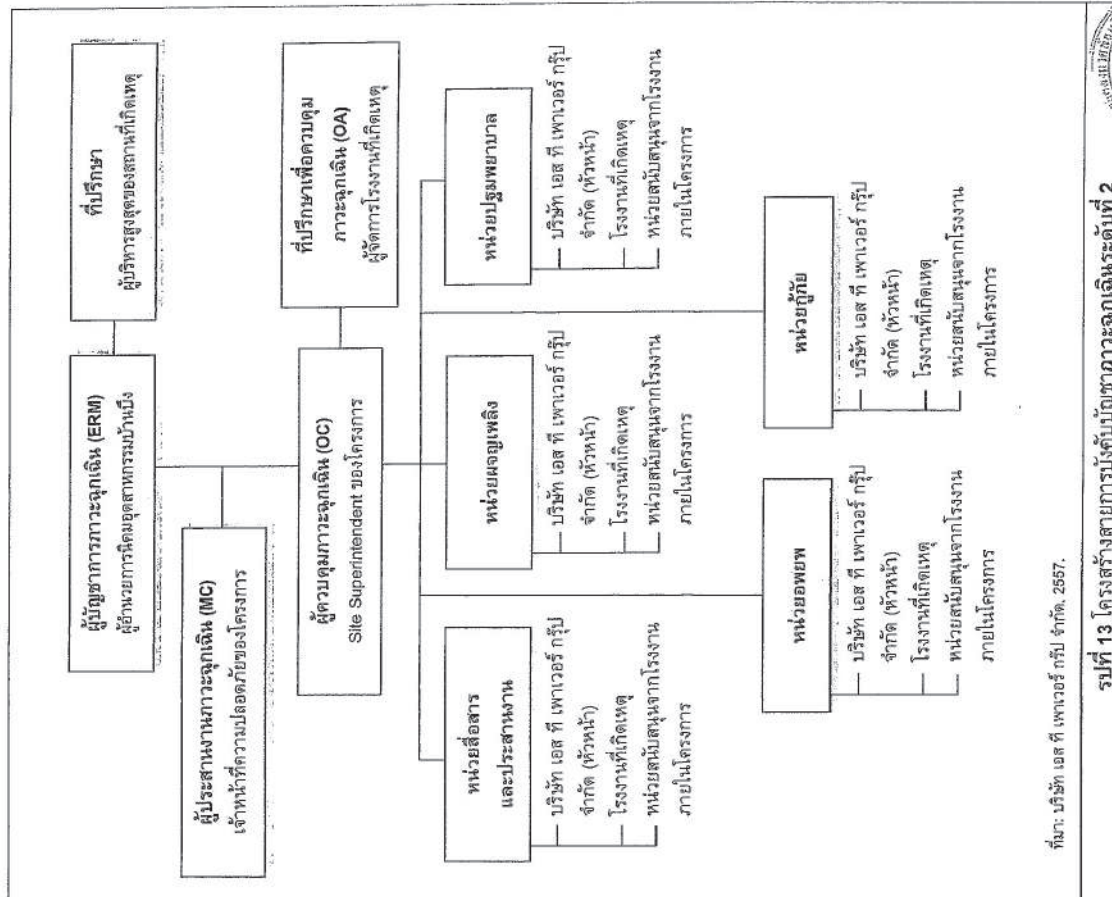 ผู้บัญชาการภาวะฉุกเฉิน (ERM)
ผู้อำนวยการนิคมอุตสาหกรรมบ้านบึง
ที่ปรึกษา
ผู้บริหารสูงสุดของสถานที่เกิดเหตุ
ผู้ประสานงานภาวะฉุกเฉิน (MC)
เจ้าหน้าที่ความปลอดภัยของโครงการ
ผู้ควบคุมภาวะฉุกเฉิน (OC)
Site Superintendent ของโครงการ
ที่ปรึกษาเพื่อควบคุม
ภาวะฉุกเฉิน (OA)
ผู้จัดการโรงงานที่เกิดเหตุ
หน่วยสื่อสาร
และประสานงาน
บริษัท เอส ที เพาเวอร์ กรุ๊ป
จำกัด (หัวหน้า)
โรงงานที่เกิดเหตุ
หน่วยสนับสนุนจากโรงงาน
ภายในโครงการ
หน่วยผจญเพลิง
บริษัท เอส ที เพาเวอร์ กรุ๊ป
จำกัด (หัวหน้า)
โรงงานที่เกิดเหตุ
หน่วยสนับสนุนจากโรงงาน
ภายในโครงการ
หน่วยปฐมพยาบาล
บริษัท เอส ที เพาเวอร์ กรุ๊ป
จำกัด (หัวหน้า)
โรงงานที่เกิดเหตุ
หน่วยสนับสนุนจากโรงงาน
ภายในโครงการ
หน่วยอพยพ
บริษัท เอส ที เพาเวอร์ กรุ๊ป
จำกัด (หัวหน้า)
โรงงานที่เกิดเหตุ
หน่วยสนับสนุนจากโรงงาน
ภายในโครงการ
หน่วยกู้ภัย
บริษัท เอส ที เพาเวอร์ กรุ๊ป
จำกัด (หัวหน้า)
โรงงานที่เกิดเหตุ
หน่วยสนับสนุนจากโรงงาน
ภายในโครงการ
ที่มา: บริษัท เอส ที เพาเวอร์ กรุ๊ป จำกัด, 2557.
รูปที่ 13 โครงสร้างสายการบังคับบัญชาภาวะฉุกเฉินระดับที่ 2